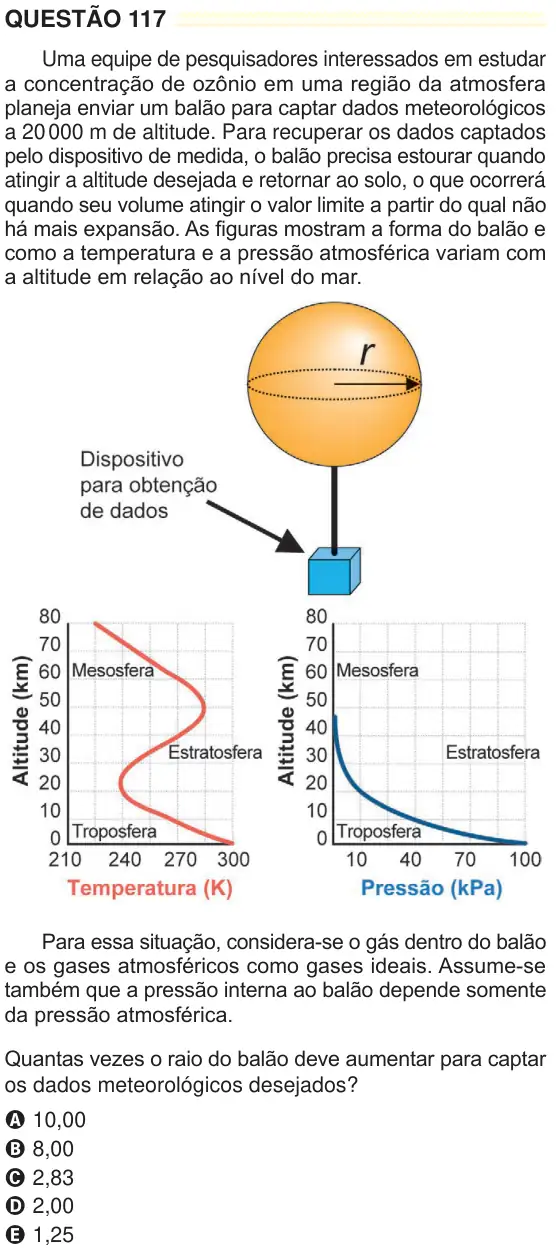 QUESTÃO 117
Uma equipe de pesquisadores interessados em estudar
a concentração de ozônio em uma região da atmosfera
planeja enviar um balão para captar dados meteorológicos
a 20 000 m de altitude. Para recuperar os dados captados
pelo dispositivo de medida, o balão precisa estourar quando
atingir a altitude desejada e retornar ao solo, o que ocorrerá
quando seu volume atingir o valor limite a partir do qual não
há mais expansão. As figuras mostram a forma do balão e
como a temperatura e a pressão atmosférica variam com
a altitude em relação ao nível do mar.
r
Dispositivo
para obtenção
de dados
Altitude (km)
80
70
60
50
40
30
20
10
0
Mesosfera
Estratosfera
Troposfera
210 240 270 300
Temperatura (K)
Altitude (km)
80
70
60
50
40
30
20
10
0
Mesosfera
Estratosfera
Troposfera
10 40 70 100
Pressão (kPa)
Para essa situação, considera-se o gás dentro do balão
e os gases atmosféricos como gases ideais. Assume-se
também que a pressão interna ao balão depende somente
da pressão atmosférica.
Quantas vezes o raio do balão deve aumentar para captar
os dados meteorológicos desejados?
A 10,00
B 8,00
C 2,83
D 2,00
E 1,25